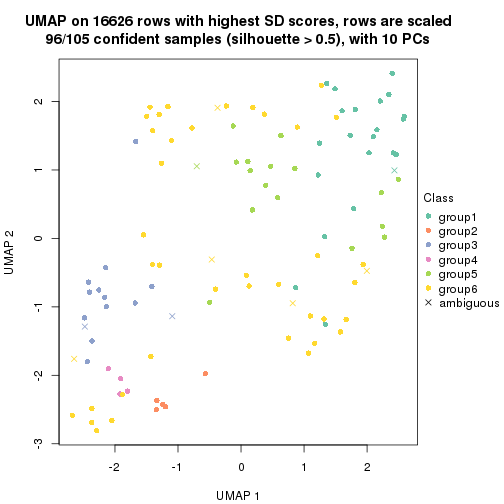 UMAP on 16626 rows with highest SD scores, rows are scaled
96/105 confident samples (silhouette > 0.5), with 10 PCs
2
1
0
-1
-2
-3
UMAP 2
-2
-1
0
1
2
UMAP 1
Class
group1
group2
group3
group4
group5
group6
ambiguous